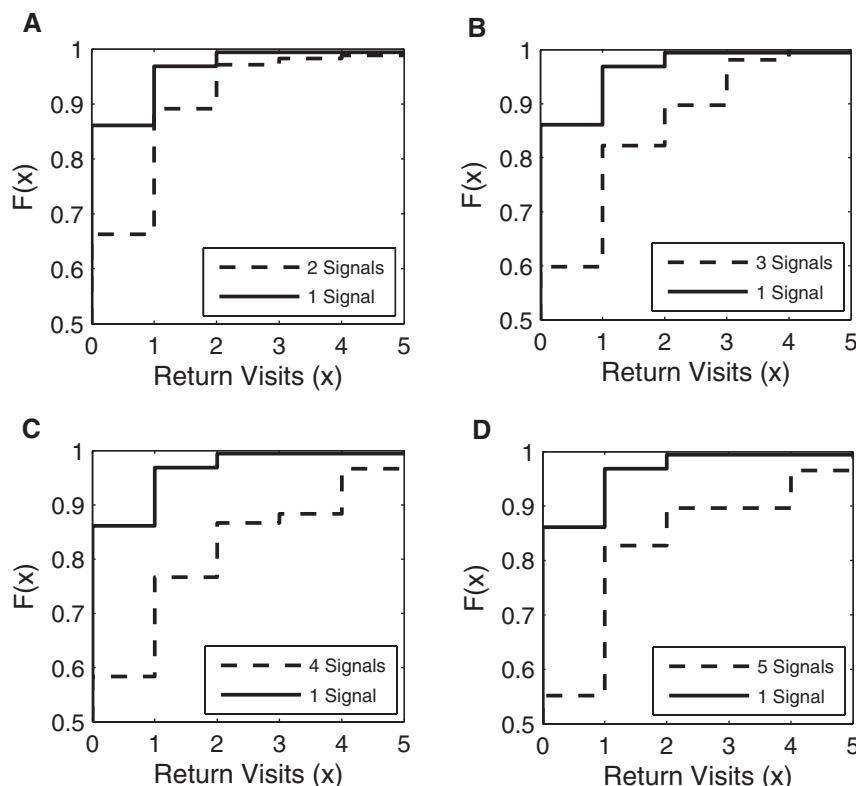 A
F(x)
1
0.9
0.8
0.7
0.6
0.5
2 Signals
1 Signal
0 1 2 3 4 5
Return Visits (x)
B
F(x)
1
0.9
0.8
0.7
0.6
0.5
3 Signals
1 Signal
0 1 2 3 4 5
Return Visits (x)
C
F(x)
1
0.9
0.8
0.7
0.6
0.5
4 Signals
1 Signal
0 1 2 3 4 5
Return Visits (x)
D
F(x)
1
0.9
0.8
0.7
0.6
0.5
5 Signals
1 Signal
0 1 2 3 4 5
Return Visits (x)